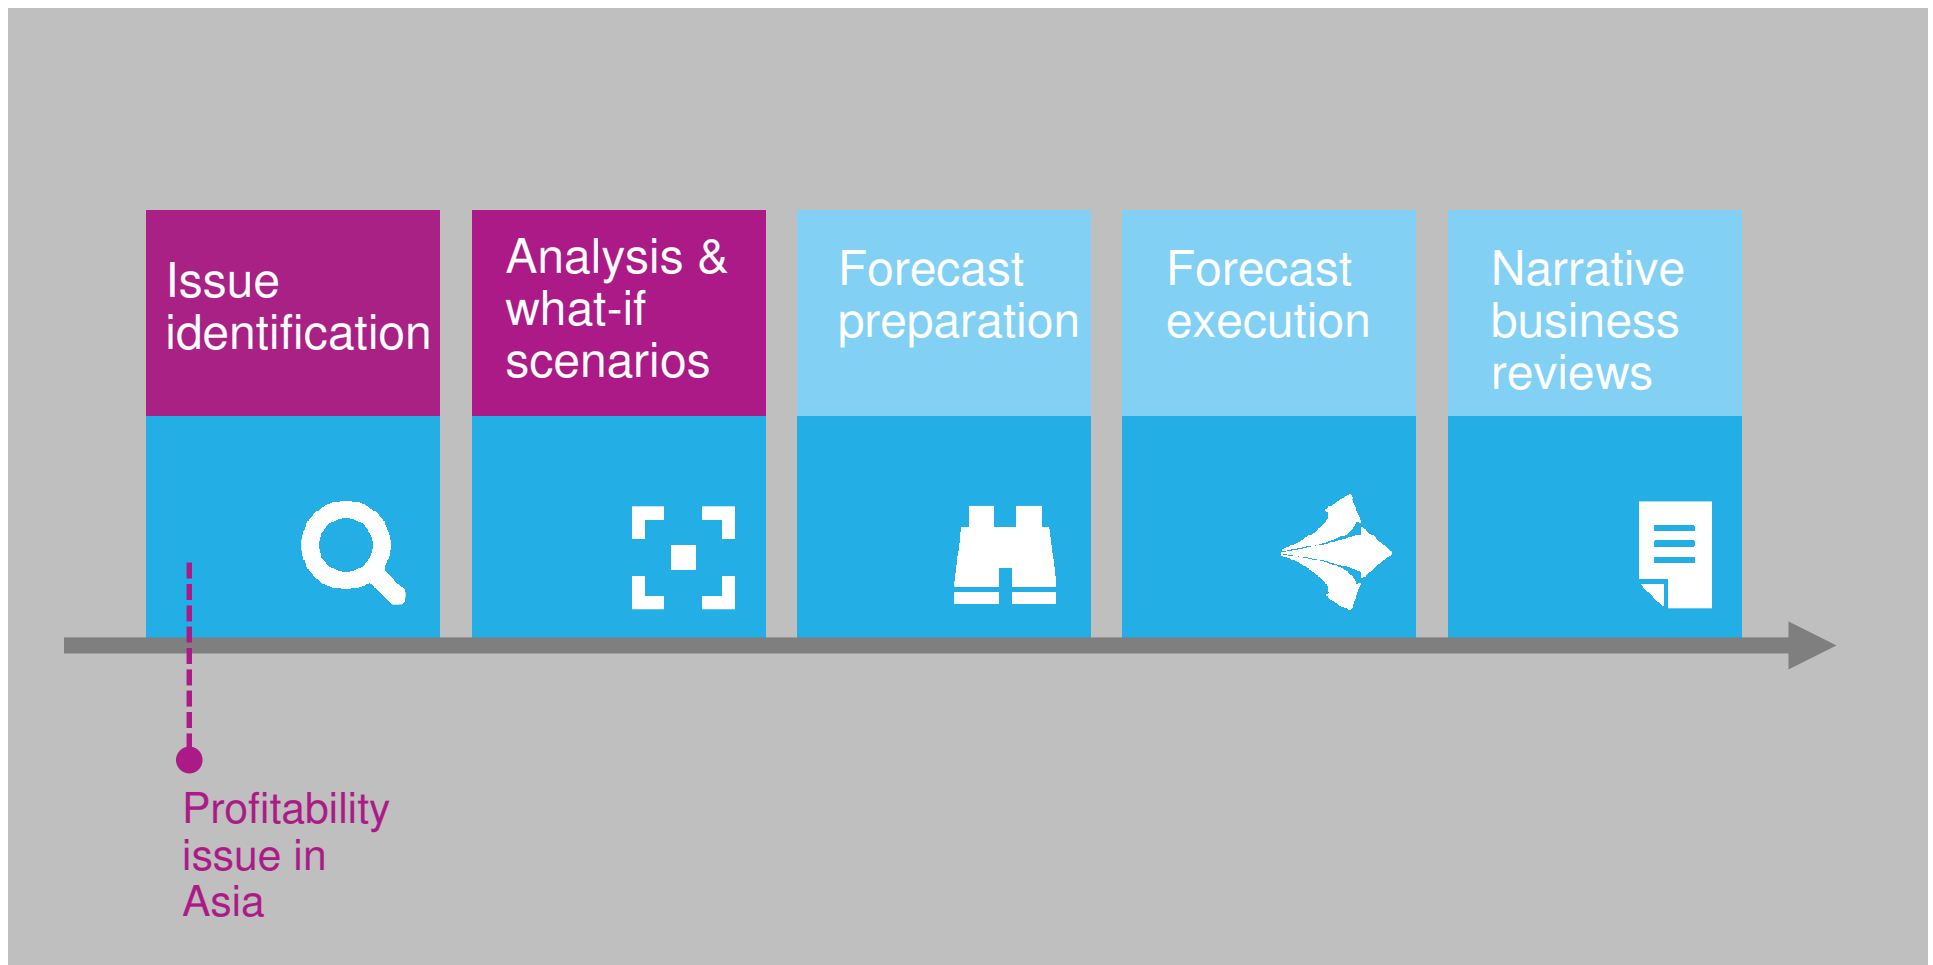 Issue
identification
Analysis &
what-if
scenarios
Forecast
preparation
Forecast
execution
Narrative
business
reviews
Profitability
issue in
Asia